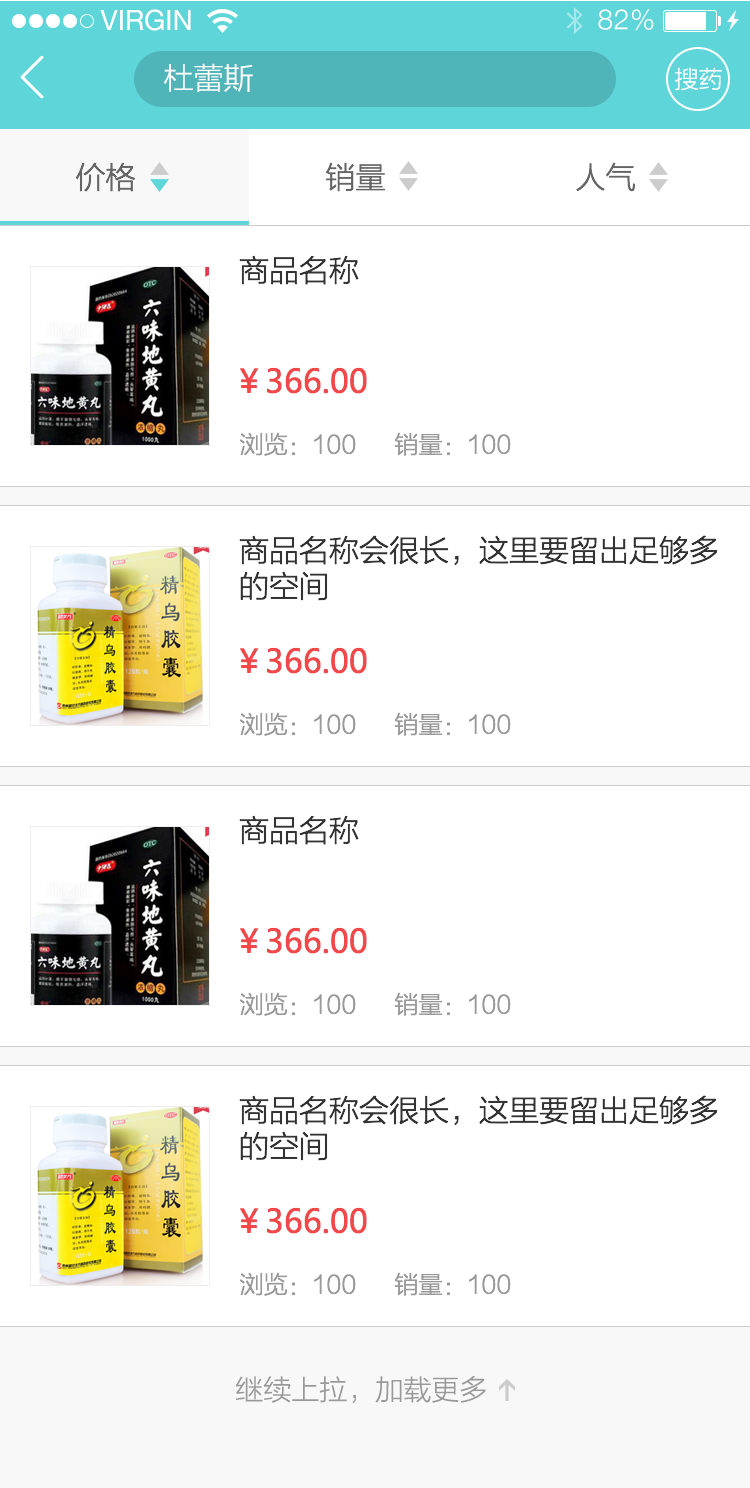 VIRGIN 82%
杜蕾斯
搜药
价格 销量 人气
商品名称
¥ 366.00
浏览：100 销量：100
OTC
六味地黄丸
浓缩丸
1000丸
六味地黄丸
商品名称会很长，这里要留出足够多
的空间
¥ 366.00
浏览：100 销量：100
精乌胶囊
精乌胶囊
商品名称
¥ 366.00
浏览：100 销量：100
OTC
六味地黄丸
浓缩丸
1000丸
六味地黄丸
商品名称会很长，这里要留出足够多
的空间
¥ 366.00
浏览：100 销量：100
精乌胶囊
精乌胶囊
继续上拉，加载更多